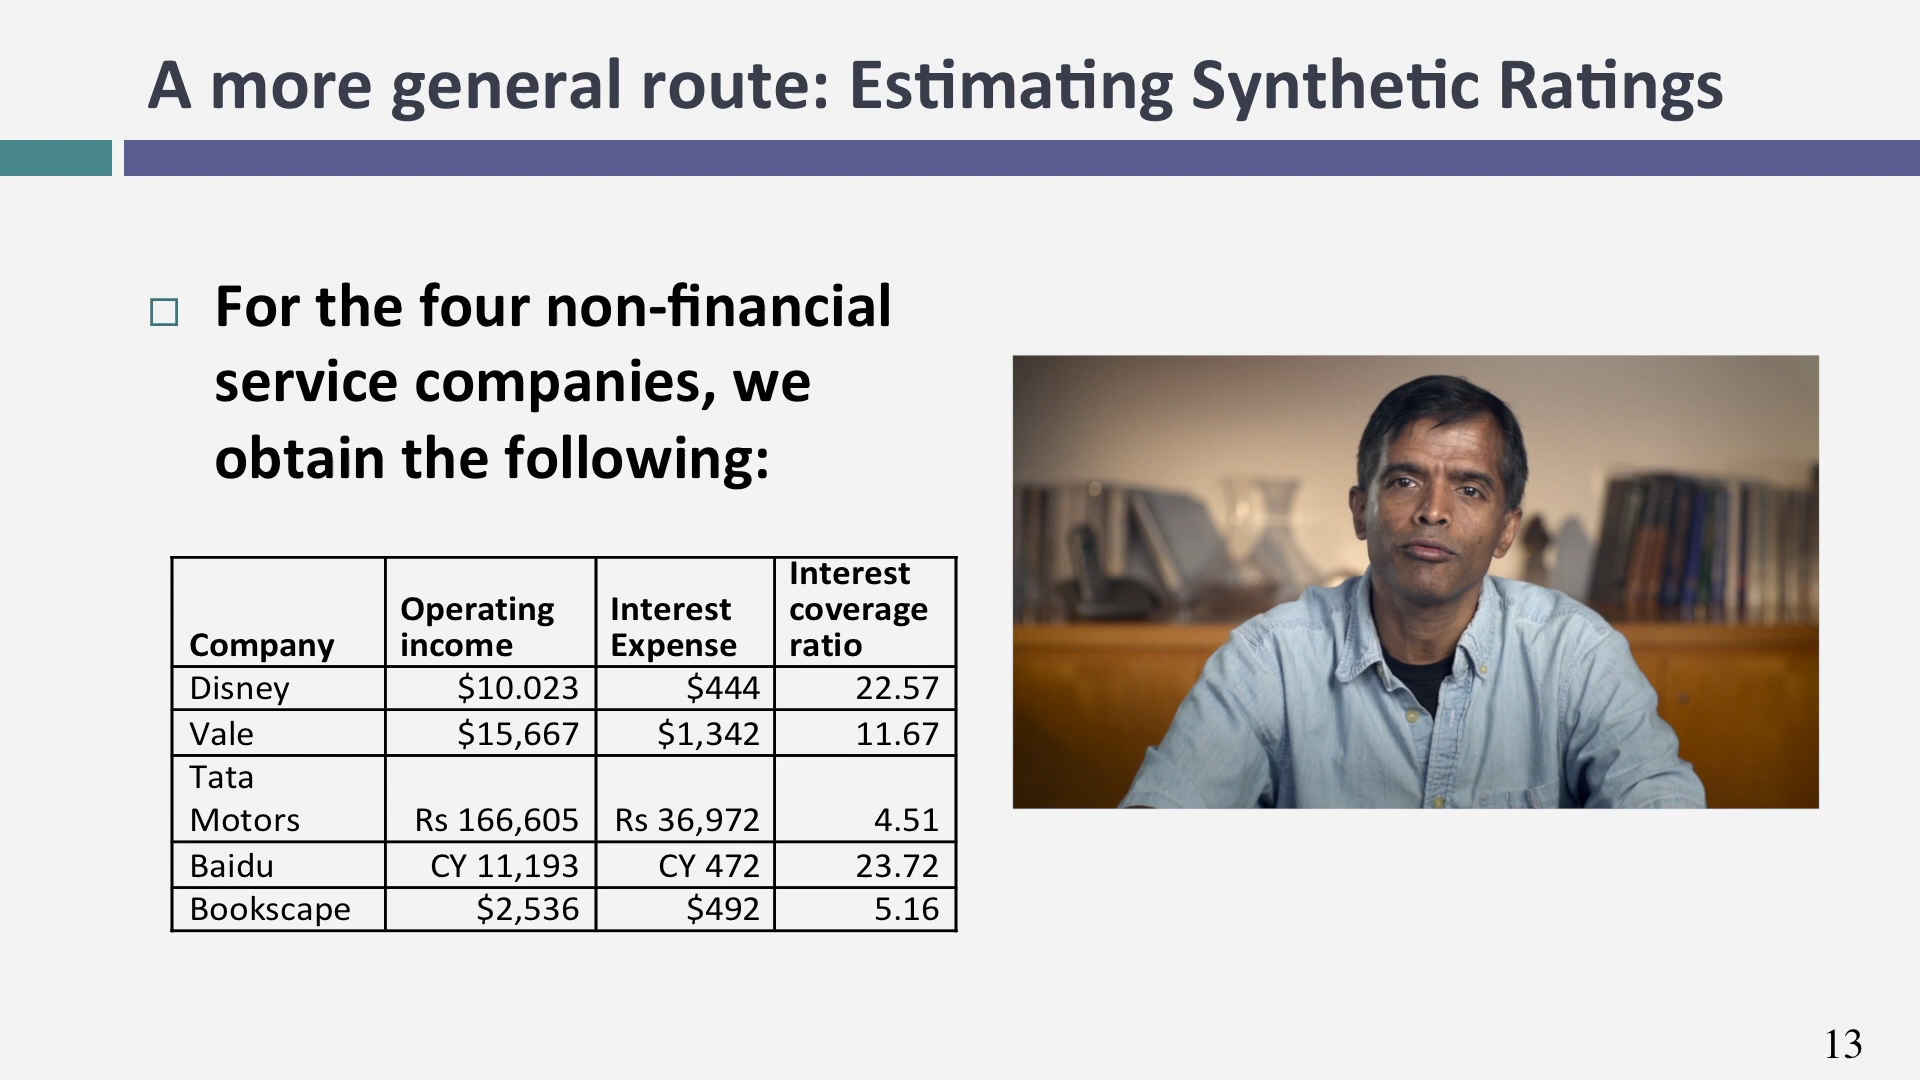 A more general route: Estimating Synthetic Ratings
For the four non-financial
service companies, we
obtain the following:
Company Operating income Interest Expense Interest coverage ratio
Disney $10.023 $444 22.57
Vale $15,667 $1,342 11.67
Tata Motors Rs 166,605 Rs 36,972 4.51
Baidu CY 11,193 CY 472 23.72
Bookscape $2,536 $492 5.16
13